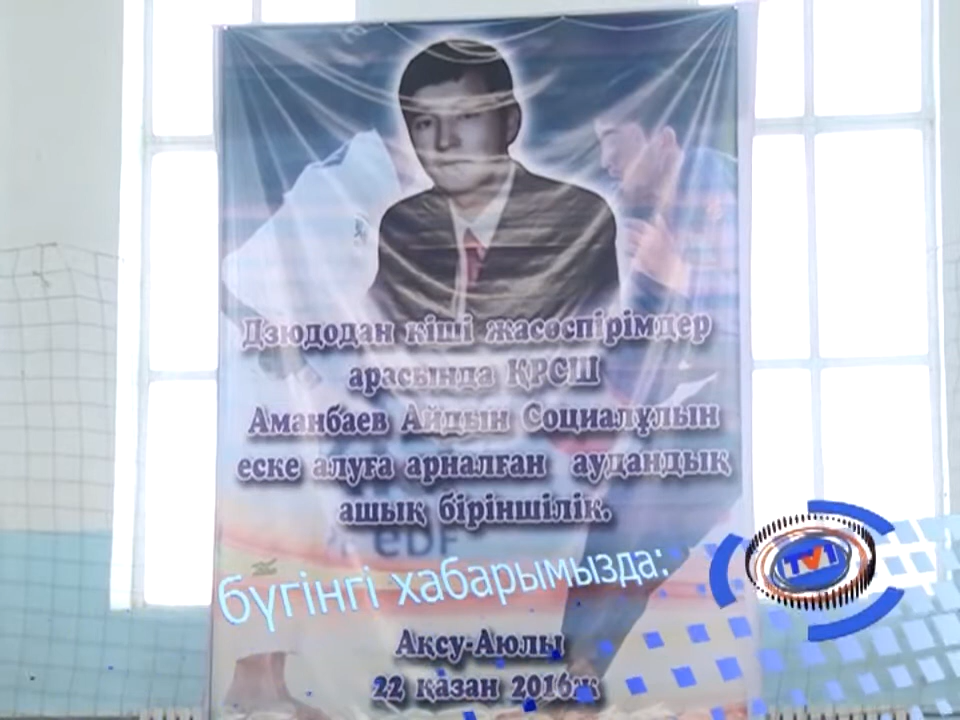 Дзюдодан кіші жасөспірімдер
арасында ҚРСШ
Аманбаев Айдын Социалұлын
еске алуға арналған аудандық
ашық біріншілік.
eDF
бүгінгі хабарымызда:
TV1
Ақсу-Аюлы
22 қазан 2016ж